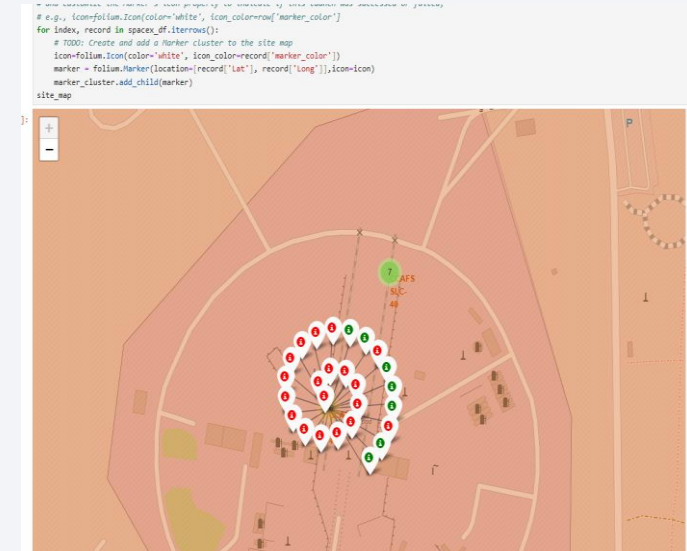 # and customize the Marker's icon property to indicate if this launch was successed or failed,
# e.g., icon=folium.Icon(color='white', icon_color=row['marker_color']
for index, record in spacex_df.iterrows():
# TODO: Create and add a Marker cluster to the site map
icon=folium.Icon(color='white', icon_color=record['marker_color'])
marker = folium.Marker(location=[record['Lat'], record['Long']],icon=icon)
marker_cluster.add_child(marker)
site_map
]:
+
−
P
7
AFS
SLC-
40